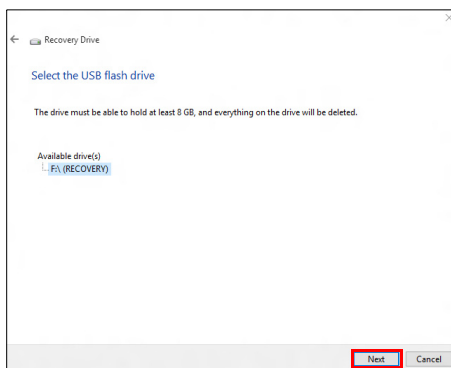 Recovery Drive
Select the USB flash drive
The drive must be able to hold at least 8 GB, and everything on the drive will be deleted.
Available drive(s)
F:\ (RECOVERY)
Next Cancel